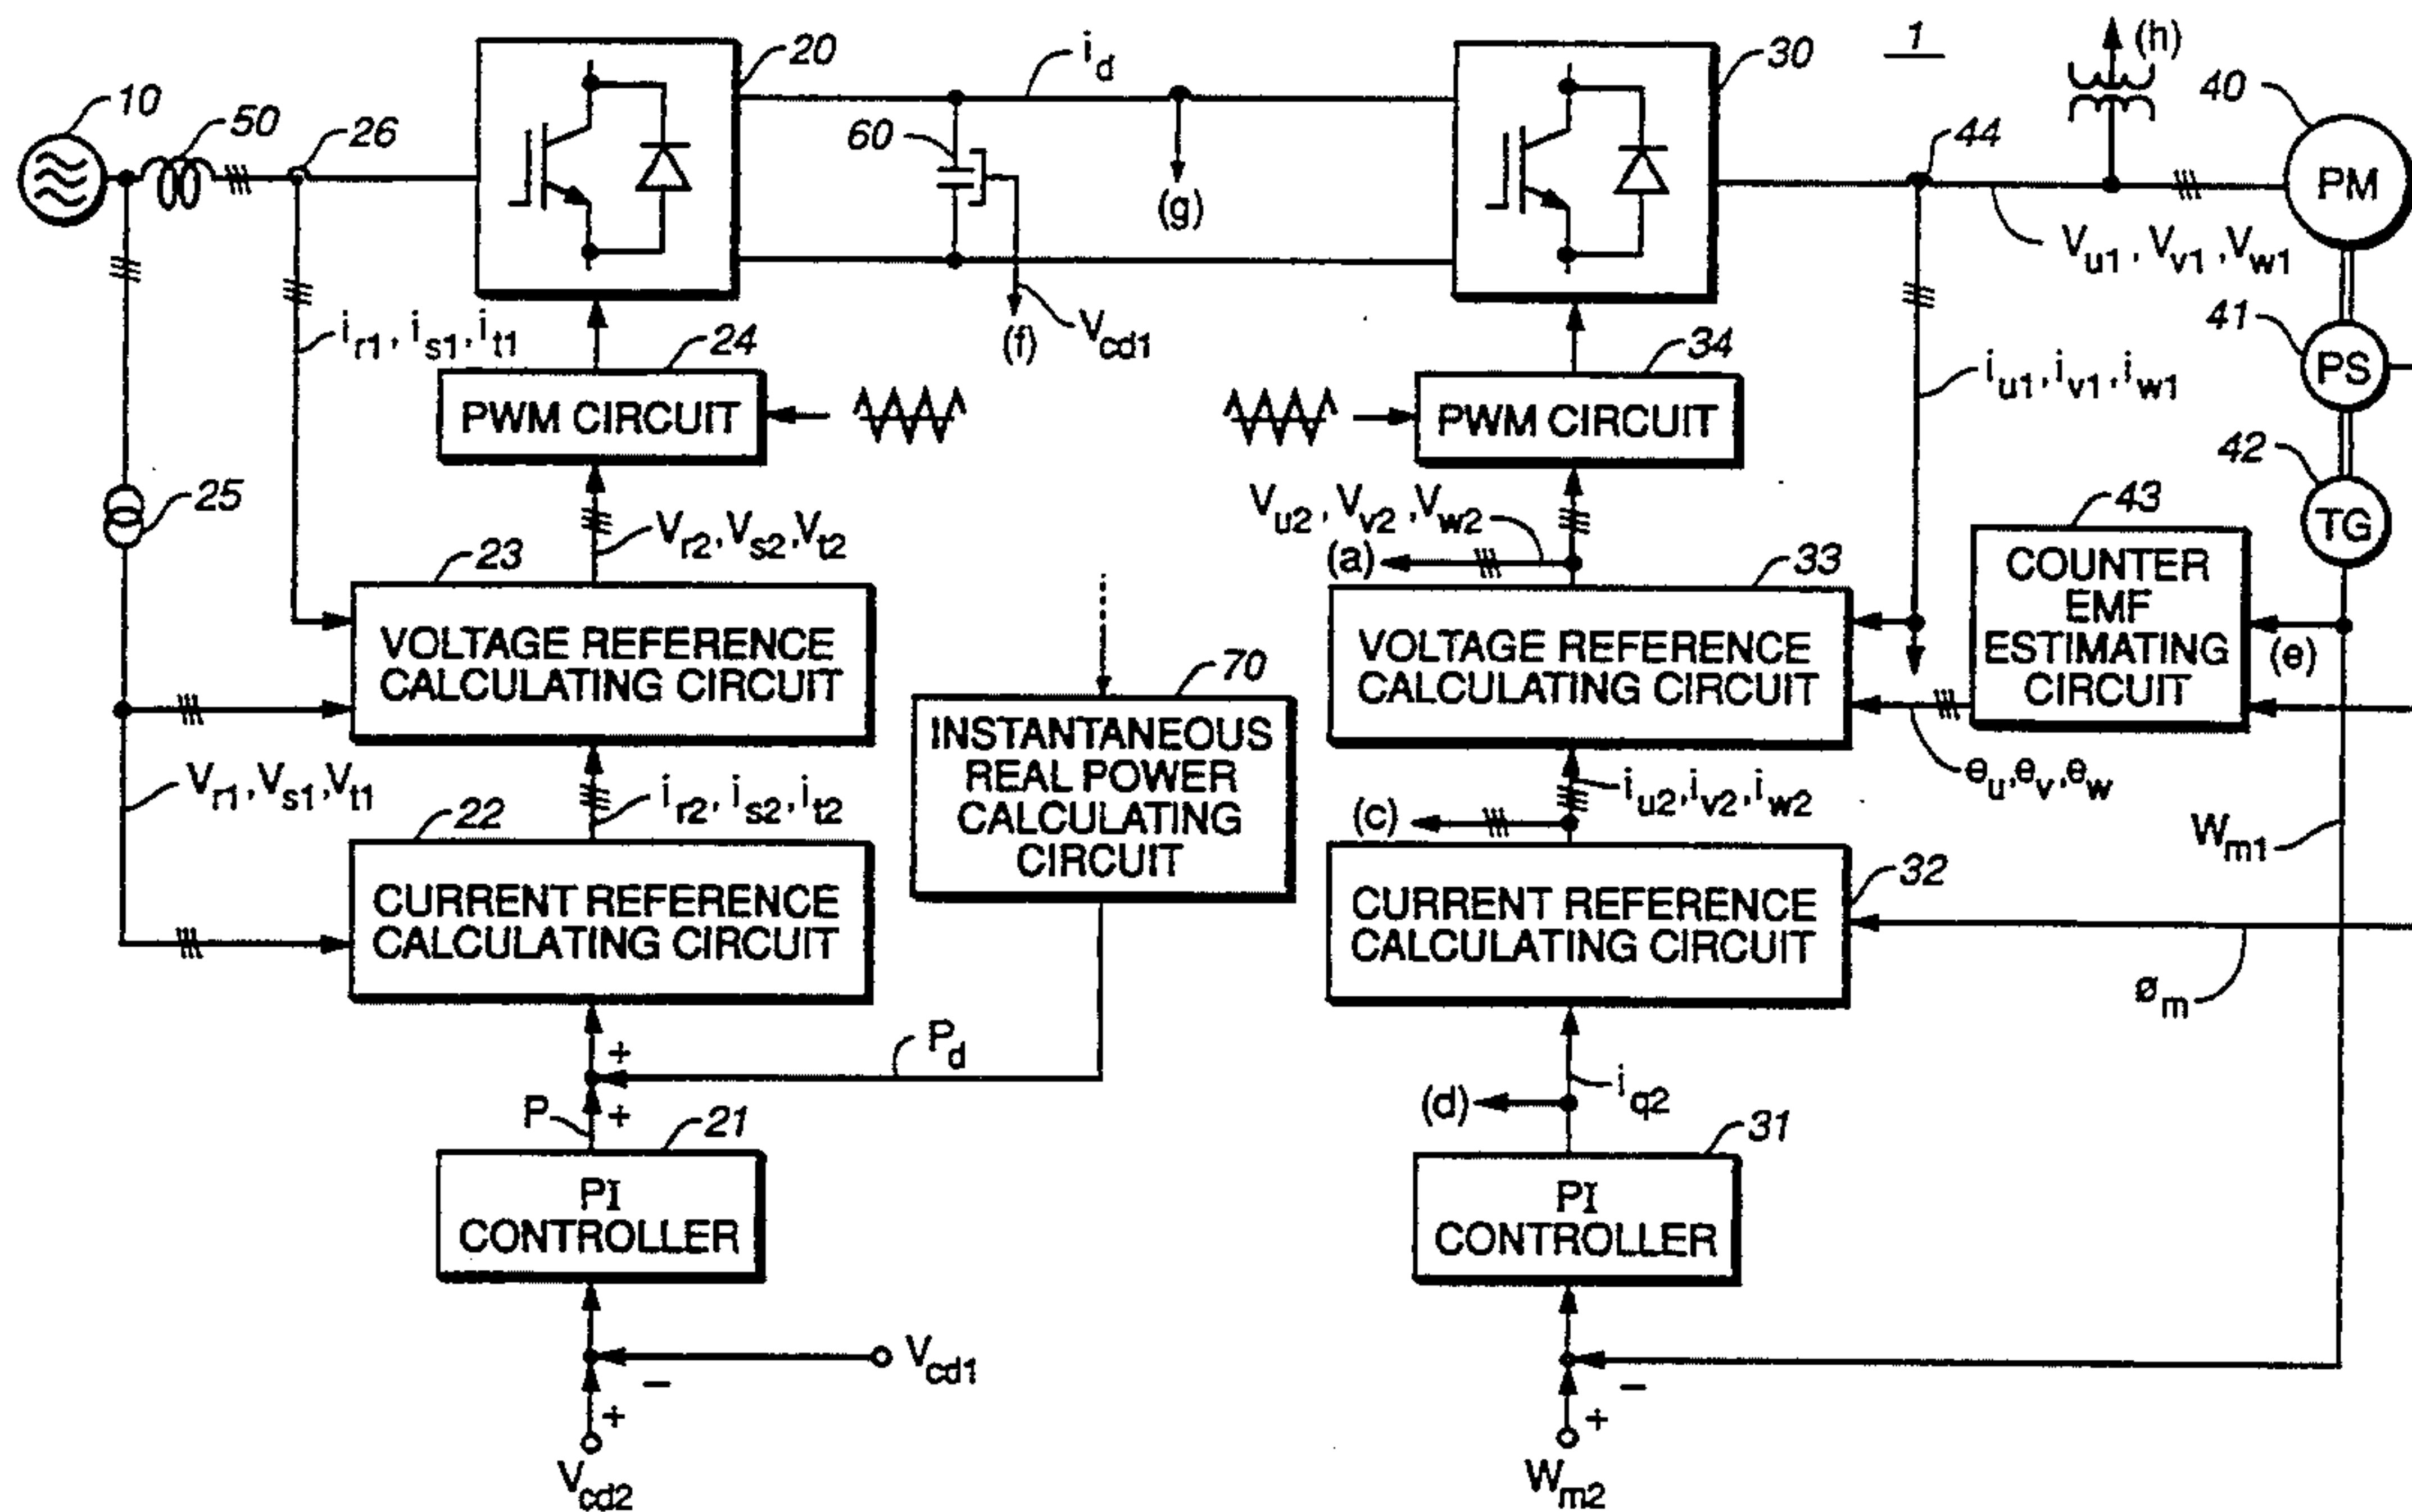 10
50
26
20
i_d
60
(g)
30
1
(h)
40
44
PM
V_u1, V_v1, V_w1
41
PS
i_r1, i_s1, i_t1
24
(f)
V_cd1
34
i_u1, i_v1, i_w1
PWM CIRCUIT
PWM CIRCUIT
42
TG
25
V_r2, V_s2, V_t2
V_u2, V_v2, V_w2
(a)
43
COUNTER
EMF
ESTIMATING
CIRCUIT
(e)
23
VOLTAGE REFERENCE
CALCULATING CIRCUIT
70
INSTANTANEOUS
REAL POWER
CALCULATING
CIRCUIT
33
VOLTAGE REFERENCE
CALCULATING CIRCUIT
e_u, e_v, e_w
V_r1, V_s1, V_t1
i_r2, i_s2, i_t2
i_u2, i_v2, i_w2
(c)
W_m1
22
CURRENT REFERENCE
CALCULATING CIRCUIT
32
CURRENT REFERENCE
CALCULATING CIRCUIT
ø_m
+
P_d
P
+
21
(d)
i_q2
31
PI
CONTROLLER
PI
CONTROLLER
V_cd1
−
+
V_cd2
−
+
W_m2